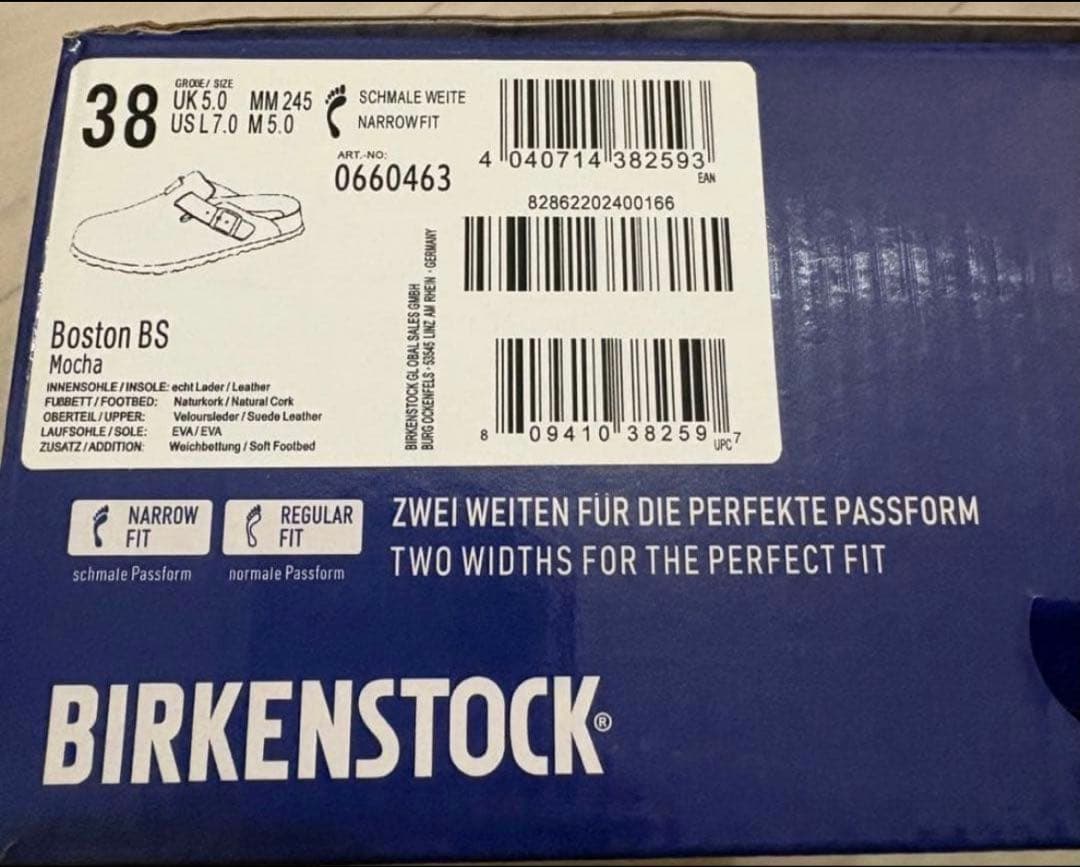 38
GROßE/ SIZE
UK 5.0 MM 245
US L 7.0 M 5.0
SCHMALE WEITE
NARROW FIT
ART.-NO:
0660463
4 040714 382593
EAN
82862202400166
BIRKENSTOCK GLOBAL SALES GMBH
BURG OCKENFELS · 53545 LINZ AM RHEIN · GERMANY
8 09410 38259 7
UPC
Boston BS
Mocha
INNENSOHLE / INSOLE: echt Lader / Leather
FUßBETT / FOOTBED: Naturkork / Natural Cork
OBERTEIL / UPPER: Veloursleder / Suede Leather
LAUFSOHLE / SOLE: EVA / EVA
ZUSATZ / ADDITION: Weichbettung / Soft Footbed
NARROW
FIT
schmale Passform
REGULAR
FIT
normale Passform
ZWEI WEITEN FÜR DIE PERFEKTE PASSFORM
TWO WIDTHS FOR THE PERFECT FIT
BIRKENSTOCK®